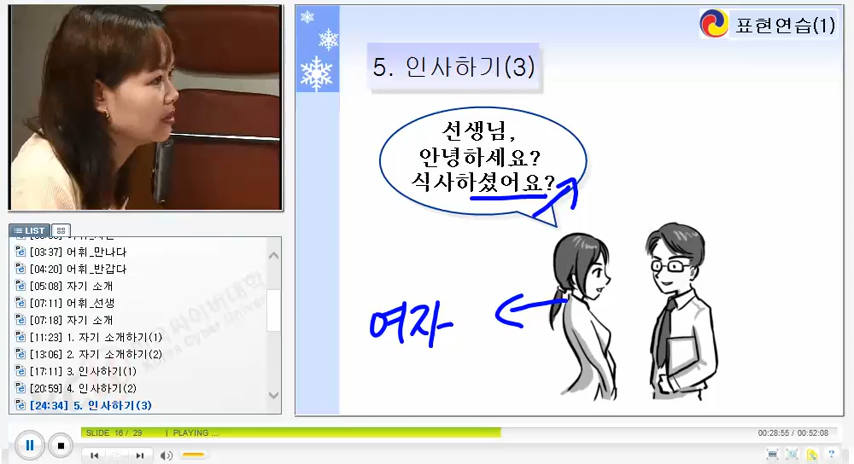 표현연습(1)
5. 인사하기(3)
선생님,
안녕하세요?
식사하셨어요?
여자
LIST
[03:37] 어휘_만나다
[04:20] 어휘_반갑다
[05:08] 자기 소개
[07:11] 어휘_선생
[07:18] 자기 소개
[11:23] 1. 자기 소개하기(1)
[13:06] 2. 자기 소개하기(2)
[17:11] 3. 인사하기(1)
[20:59] 4. 인사하기(2)
[24:34] 5. 인사하기(3)
SLIDE 16 / 29 | PLAYING ...
00:28:55 / 00:52:08